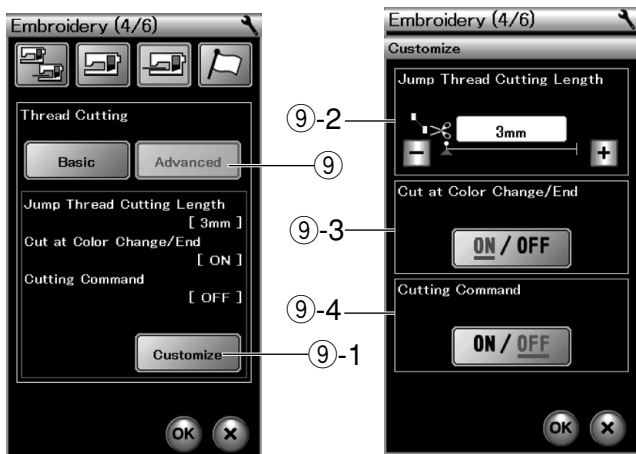 Embroidery (4/6)
Thread Cutting
Basic
Advanced
Jump Thread Cutting Length
[ 3mm ]
Cut at Color Change/End
[ ON ]
Cutting Command
[ OFF ]
Customize
OK ×
⑨-2
⑨
⑨-3
⑨-4
⑨-1
Embroidery (4/6)
Customize
Jump Thread Cutting Length
3mm
− +
Cut at Color Change/End
ON / OFF
Cutting Command
ON / OFF
OK ×